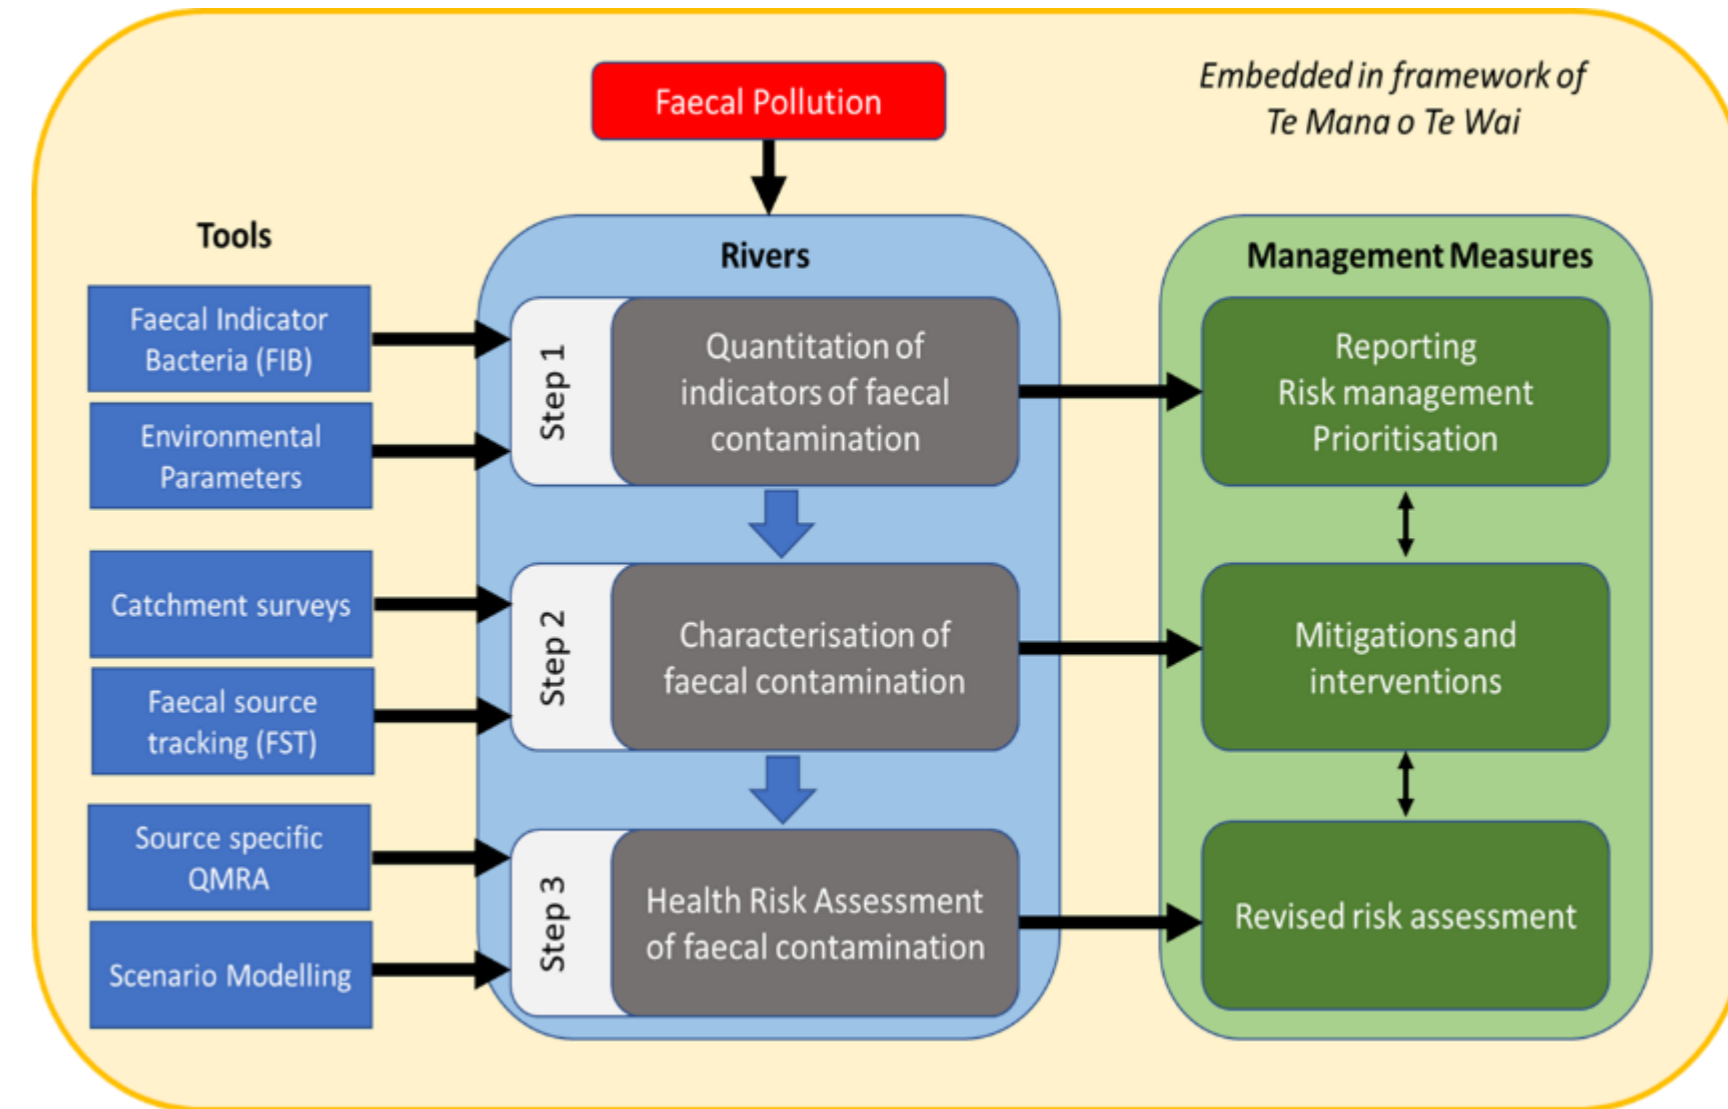 Faecal Pollution
Embedded in framework of
Te Mana o Te Wai
Tools
Faecal Indicator
Bacteria (FIB)
Environmental
Parameters
Catchment surveys
Faecal source
tracking (FST)
Source specific
QMRA
Scenario Modelling
Rivers
Step 1
Quantitation of
indicators of faecal
contamination
Step 2
Characterisation of
faecal contamination
Step 3
Health Risk Assessment
of faecal contamination
Management Measures
Reporting
Risk management
Prioritisation
Mitigations and
interventions
Revised risk assessment